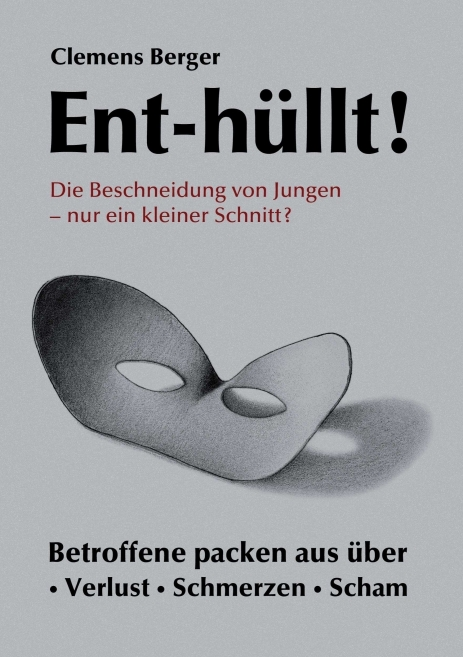 Clemens Berger
Ent-hüllt!
Die Beschneidung von Jungen
– nur ein kleiner Schnitt?
Betroffene packen aus über
• Verlust • Schmerzen • Scham